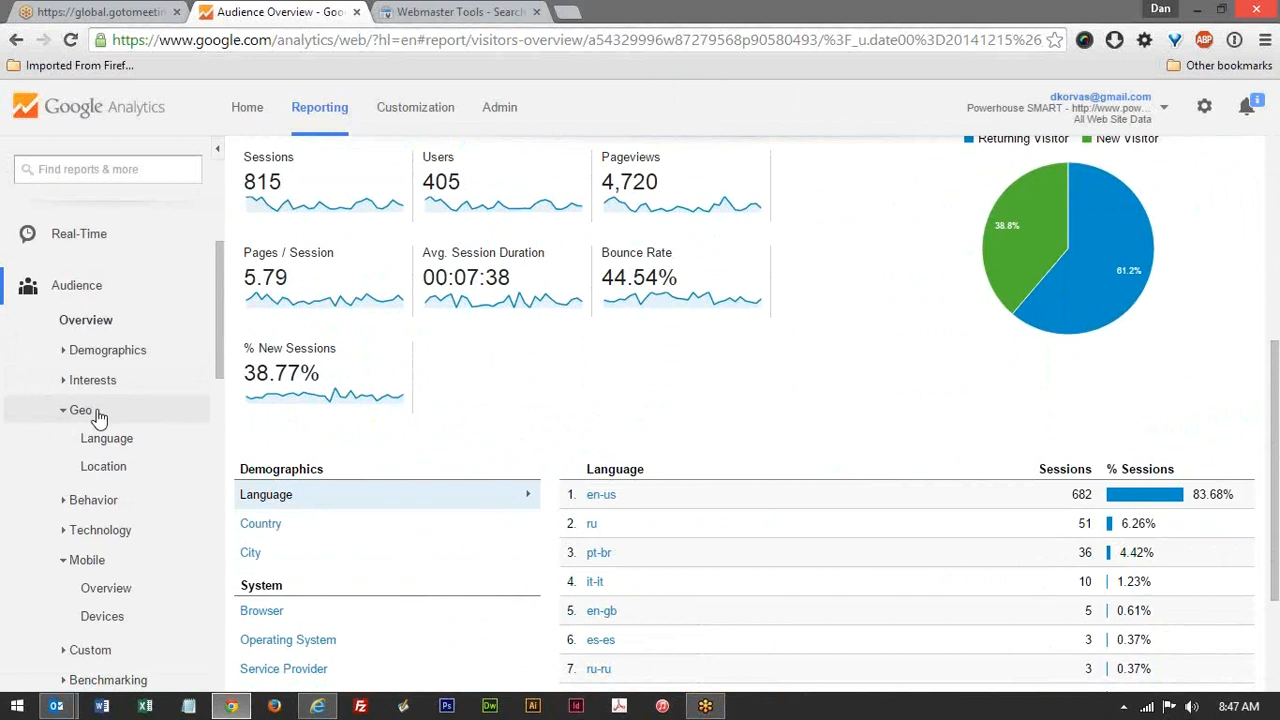 https://global.gotomeetin
Audience Overview - Goo
Webmaster Tools - Search
Dan
https://www.google.com/analytics/web/?hl=en#report/visitors-overview/a54329996w87279568p90580493/%3F_u.date00%3D20141215%26
ABP
Imported From Firef...
Other bookmarks
Google Analytics
Home
Reporting
Customization
Admin
dkorvas@gmail.com
Powerhouse SMART - http://www.pow...
All Web Site Data
Find reports & more
Real-Time
Audience
Overview
Demographics
Interests
Geo
Language
Location
Behavior
Technology
Mobile
Overview
Devices
Custom
Benchmarking
Returning Visitor
New Visitor
Sessions
815
Users
405
Pageviews
4,720
38.8%
61.2%
Pages / Session
5.79
Avg. Session Duration
00:07:38
Bounce Rate
44.54%
% New Sessions
38.77%
Demographics
Language
Country
City
System
Browser
Operating System
Service Provider
Language Sessions % Sessions
1. en-us 682 83.68%
2. ru 51 6.26%
3. pt-br 36 4.42%
4. it-it 10 1.23%
5. en-gb 5 0.61%
6. es-es 3 0.37%
7. ru-ru 3 0.37%
8:47 AM